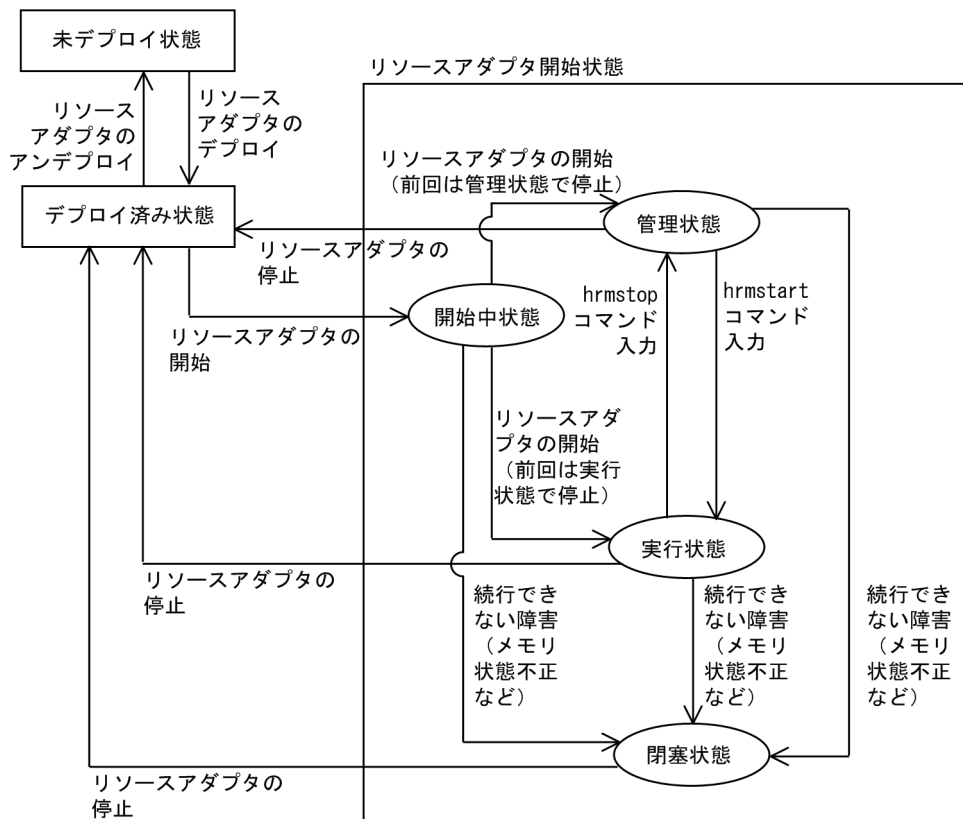 未デプロイ状態
リソースアダプタ開始状態
リソース
アダプタの
アンデプロイ
リソース
アダプタの
デプロイ
リソースアダプタの開始
（前回は管理状態で停止）
デプロイ済み状態
管理状態
リソースアダプタの
停止
開始中状態
hrmstop
コマンド
入力
hrmstart
コマンド
入力
リソースアダプタの
開始
リソースアダ
プタの開始
（前回は実行
状態で停止）
実行状態
リソースアダプタの
停止
続行でき
ない障害
（メモリ
状態不正
など）
続行でき
ない障害
（メモリ
状態不正
など）
続行でき
ない障害
（メモリ
状態不正
など）
閉塞状態
リソースアダプタの
停止